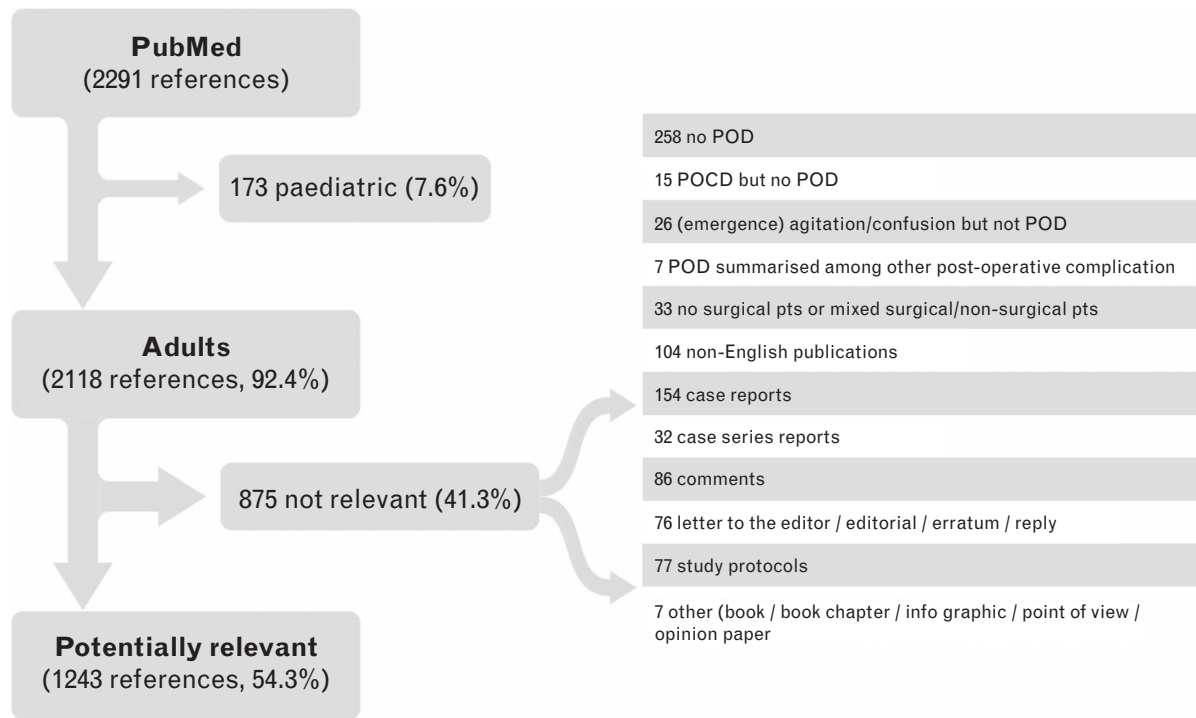 PubMed
(2291 references)
173 paediatric (7.6%)
Adults
(2118 references, 92.4%)
875 not relevant (41.3%)
Potentially relevant
(1243 references, 54.3%)
258 no POD
15 POCD but no POD
26 (emergence) agitation/confusion but not POD
7 POD summarised among other post-operative complication
33 no surgical pts or mixed surgical/non-surgical pts
104 non-English publications
154 case reports
32 case series reports
86 comments
76 letter to the editor / editorial / erratum / reply
77 study protocols
7 other (book / book chapter / info graphic / point of view /
opinion paper